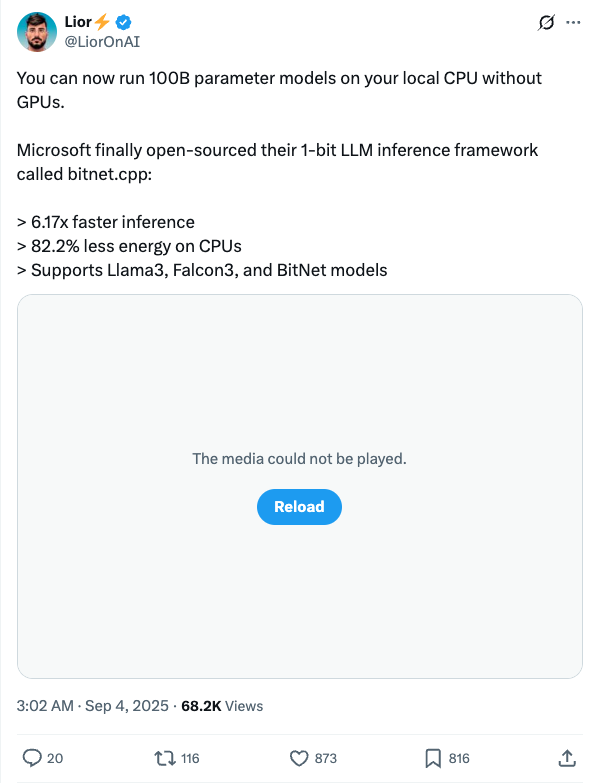 Lior⚡
@LiorOnAI
You can now run 100B parameter models on your local CPU without
GPUs.
Microsoft finally open-sourced their 1-bit LLM inference framework
called bitnet.cpp:
> 6.17x faster inference
> 82.2% less energy on CPUs
> Supports Llama3, Falcon3, and BitNet models
The media could not be played.
Reload
3:02 AM · Sep 4, 2025 · 68.2K Views
20 116 873 816